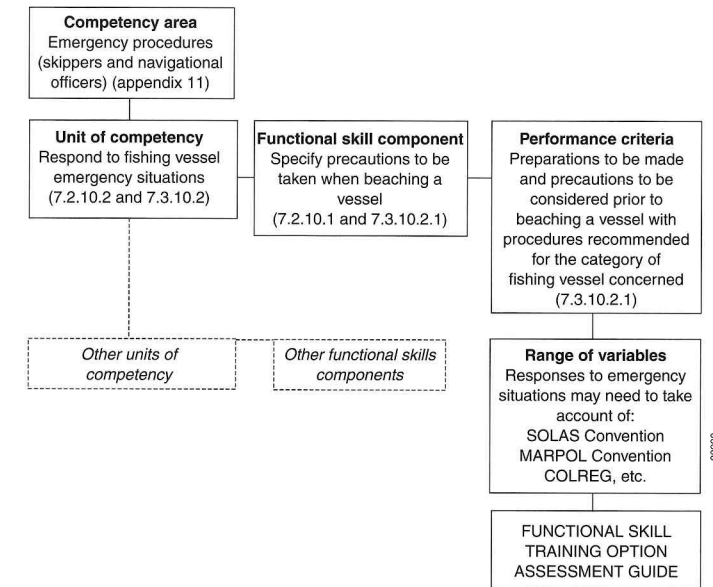 Competency area
Emergency procedures
(skippers and navigational
officers) (appendix 11)
Unit of competency
Respond to fishing vessel
emergency situations
(7.2.10.2 and 7.3.10.2)
Functional skill component
Specify precautions to be
taken when beaching a
vessel
(7.2.10.1 and 7.3.10.2.1)
Performance criteria
Preparations to be made
and precautions to be
considered prior to
beaching a vessel with
procedures recommended
for the category of
fishing vessel concerned
(7.3.10.2.1)
Other units of
competency
Other functional skills
components
Range of variables
Responses to emergency
situations may need to take
account of:
SOLAS Convention
MARPOL Convention
COLREG, etc.
FUNCTIONAL SKILL
TRAINING OPTION
ASSESSMENT GUIDE